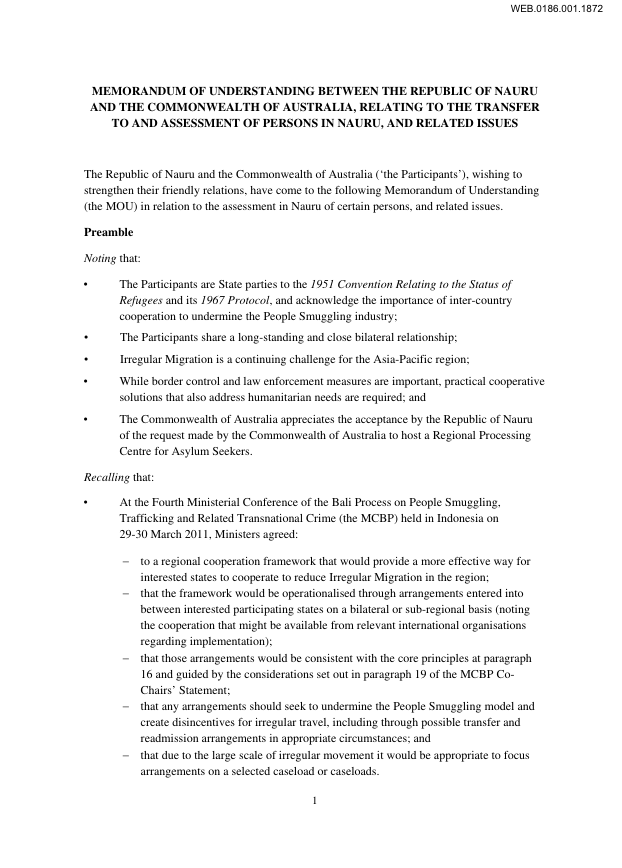 WEB.0186.001.1872
MEMORANDUM OF UNDERSTANDING BETWEEN THE REPUBLIC OF NAURU
AND THE COMMONWEALTH OF AUSTRALIA, RELATING TO THE TRANSFER
TO AND ASSESSMENT OF PERSONS IN NAURU, AND RELATED ISSUES
The Republic of Nauru and the Commonwealth of Australia (‘the Participants’), wishing to
strengthen their friendly relations, have come to the following Memorandum of Understanding
(the MOU) in relation to the assessment in Nauru of certain persons, and related issues.
Preamble
Noting that:
• The Participants are State parties to the 1951 Convention Relating to the Status of
Refugees and its 1967 Protocol, and acknowledge the importance of inter-country
cooperation to undermine the People Smuggling industry;
• The Participants share a long-standing and close bilateral relationship;
• Irregular Migration is a continuing challenge for the Asia-Pacific region;
• While border control and law enforcement measures are important, practical cooperative
solutions that also address humanitarian needs are required; and
• The Commonwealth of Australia appreciates the acceptance by the Republic of Nauru
of the request made by the Commonwealth of Australia to host a Regional Processing
Centre for Asylum Seekers.
Recalling that:
• At the Fourth Ministerial Conference of the Bali Process on People Smuggling,
Trafficking and Related Transnational Crime (the MCBP) held in Indonesia on
29-30 March 2011, Ministers agreed:
– to a regional cooperation framework that would provide a more effective way for
interested states to cooperate to reduce Irregular Migration in the region;
– that the framework would be operationalised through arrangements entered into
between interested participating states on a bilateral or sub-regional basis (noting
the cooperation that might be available from relevant international organisations
regarding implementation);
– that those arrangements would be consistent with the core principles at paragraph
16 and guided by the considerations set out in paragraph 19 of the MCBP Co-
Chairs’ Statement;
– that any arrangements should seek to undermine the People Smuggling model and
create disincentives for irregular travel, including through possible transfer and
readmission arrangements in appropriate circumstances; and
– that due to the large scale of irregular movement it would be appropriate to focus
arrangements on a selected caseload or caseloads.
1